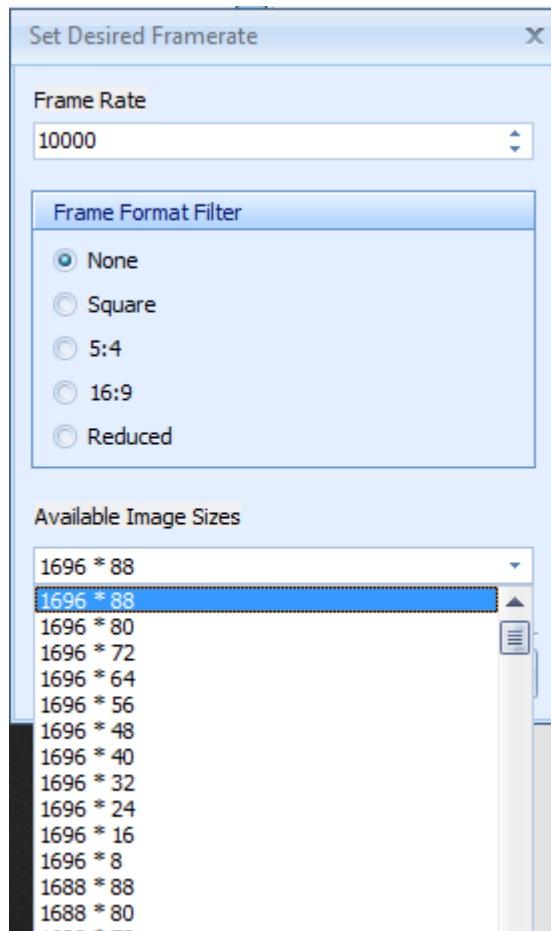 Set Desired Framerate
Frame Rate
10000
Frame Format Filter
None
Square
5:4
16:9
Reduced
Available Image Sizes
1696 * 88
1696 * 88
1696 * 80
1696 * 72
1696 * 64
1696 * 56
1696 * 48
1696 * 40
1696 * 32
1696 * 24
1696 * 16
1696 * 8
1688 * 88
1688 * 80